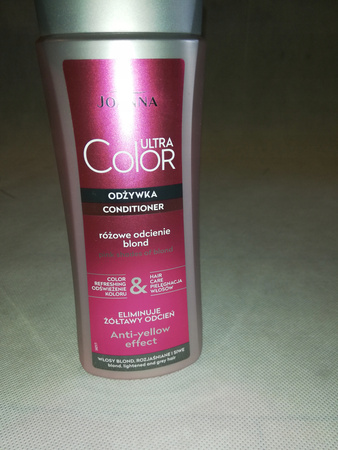 JOANNA
ULTRA
COLOR
ODŻYWKA
CONDITIONER
różowe odcienie
blond
COLOR
REFRESHING
ODŚWIEŻENIE
KOLORU
&
HAIR
CARE
PIELĘGNACJA
WŁOSÓW
ELIMINUJE
ŻÓŁTAWY ODCIEŃ
Anti-yellow
effect
WŁOSY BLOND, ROZJAŚNIANE I SIWE
blond, lightened and grey hair